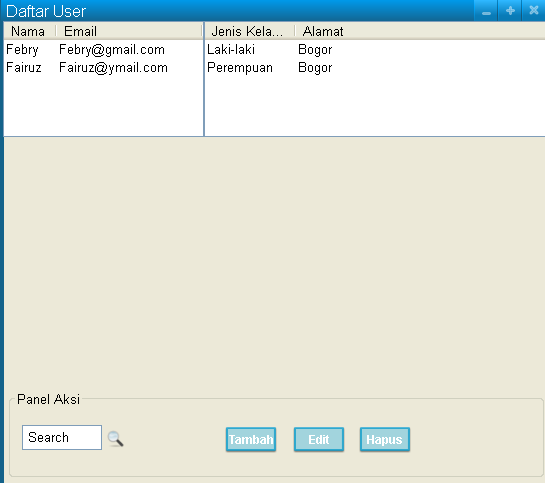 Daftar User
Nama Email Jenis Kela... Alamat
Febry Febry@gmail.com Laki-laki Bogor
Fairuz Fairuz@ymail.com Perempuan Bogor
Panel Aksi
Search Tambah Edit Hapus